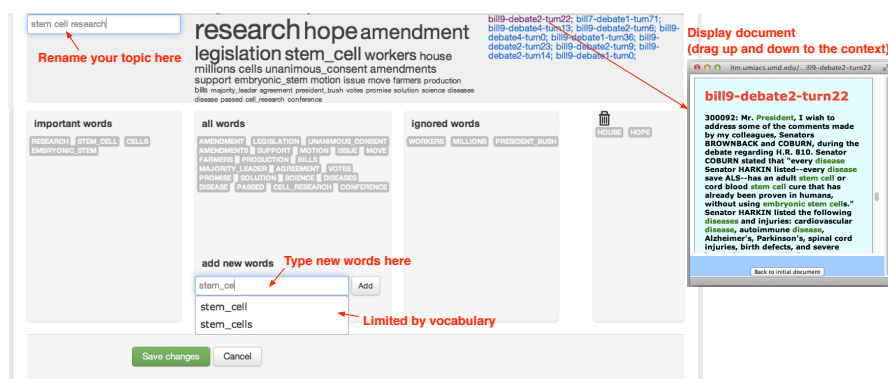 stem cell research
Rename your topic here
research hope amendment
legislation stem_cell workers house
millions cells unanimous_consent amendments
support embryonic_stem motion issue move farmers production
bills majority_leader agreement president_bush votes promise solution science diseases
disease passed cell_research conference
bill9-debate2-turn22; bill7-debate1-turn71;
bill9-debate4-turn13; bill9-debate2-turn6; bill9-
debate4-turn0; bill9-debate1-turn36; bill9-
debate2-turn23; bill9-debate2-turn9; bill9-
debate2-turn14; bill9-debate1-turn0;
Display document
(drag up and down to the context)
itm.umiacs.umd.edu/...ill9-debate2-turn22
bill9-debate2-turn22
300092: Mr. President, I wish to
address some of the comments made
by my colleagues, Senators
BROWNBACK and COBURN, during the
debate regarding H.R. 810. Senator
COBURN stated that "every disease
Senator HARKIN listed--every disease
save ALS--has an adult stem cell or
cord blood stem cell cure that has
already been proven in humans,
without using embryonic stem cells."
Senator HARKIN listed the following
diseases and injuries: cardiovascular
disease, autoimmune disease,
Alzheimer's, Parkinson's, spinal cord
injuries, birth defects, and severe
Back to initial document
important words
RESEARCH STEM_CELL CELLS
EMBRYONIC_STEM
all words
AMENDMENT LEGISLATION UNANIMOUS_CONSENT
AMENDMENTS SUPPORT MOTION ISSUE MOVE
FARMERS PRODUCTION BILLS
MAJORITY_LEADER AGREEMENT VOTES
PROMISE SOLUTION SCIENCE DISEASES
DISEASE PASSED CELL_RESEARCH CONFERENCE
ignored words
WORKERS MILLIONS PRESIDENT_BUSH
HOUSE HOPE
add new words
Type new words here
stem_ce
Add
stem_cell
stem_cells
Limited by vocabulary
Save changes
Cancel